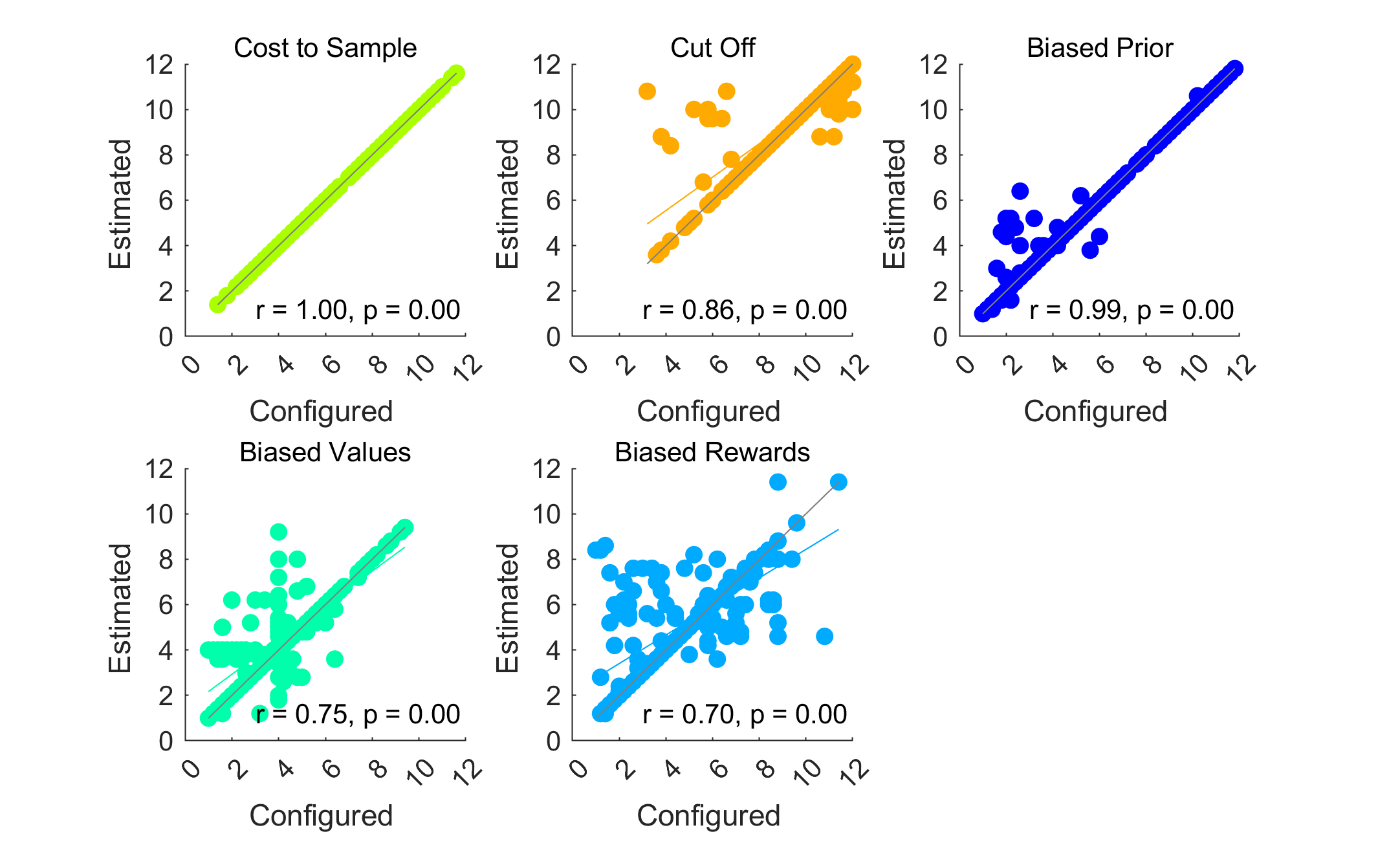 Cost to Sample
Cut Off
Biased Prior
12
10
8
6
4
2
0
Estimated
r = 1.00, p = 0.00
0 2 4 6 8 10 12
Configured
12
10
8
6
4
2
0
Estimated
r = 0.86, p = 0.00
0 2 4 6 8 10 12
Configured
12
10
8
6
4
2
0
Estimated
r = 0.99, p = 0.00
0 2 4 6 8 10 12
Configured
Biased Values
Biased Rewards
12
10
8
6
4
2
0
Estimated
r = 0.75, p = 0.00
0 2 4 6 8 10 12
Configured
12
10
8
6
4
2
0
Estimated
r = 0.70, p = 0.00
0 2 4 6 8 10 12
Configured